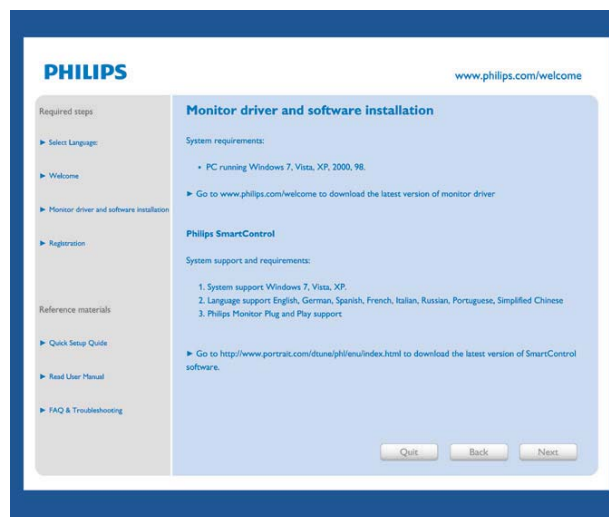 PHILIPS
www.philips.com/welcome
Required steps
Select Language:
Welcome
Monitor driver and software installation
Registration
Reference materials
Quick Setup Quide
Read User Manual
FAQ & Troubleshooting
Monitor driver and software installation
System requirements:
• PC running Windows 7, Vista, XP, 2000, 98.
Go to www.philips.com/welcome to download the latest version of monitor driver
Philips SmartControl
System support and requirements:
1. System support Windows 7, Vista, XP.
2. Language support English, German, Spanish, French, Italian, Russian, Portuguese, Simplified Chinese
3. Philips Monitor Plug and Play support
Go to http://www.portrait.com/dtune/phl/enu/index.html to download the latest version of SmartControl
software.
Quit
Back
Next